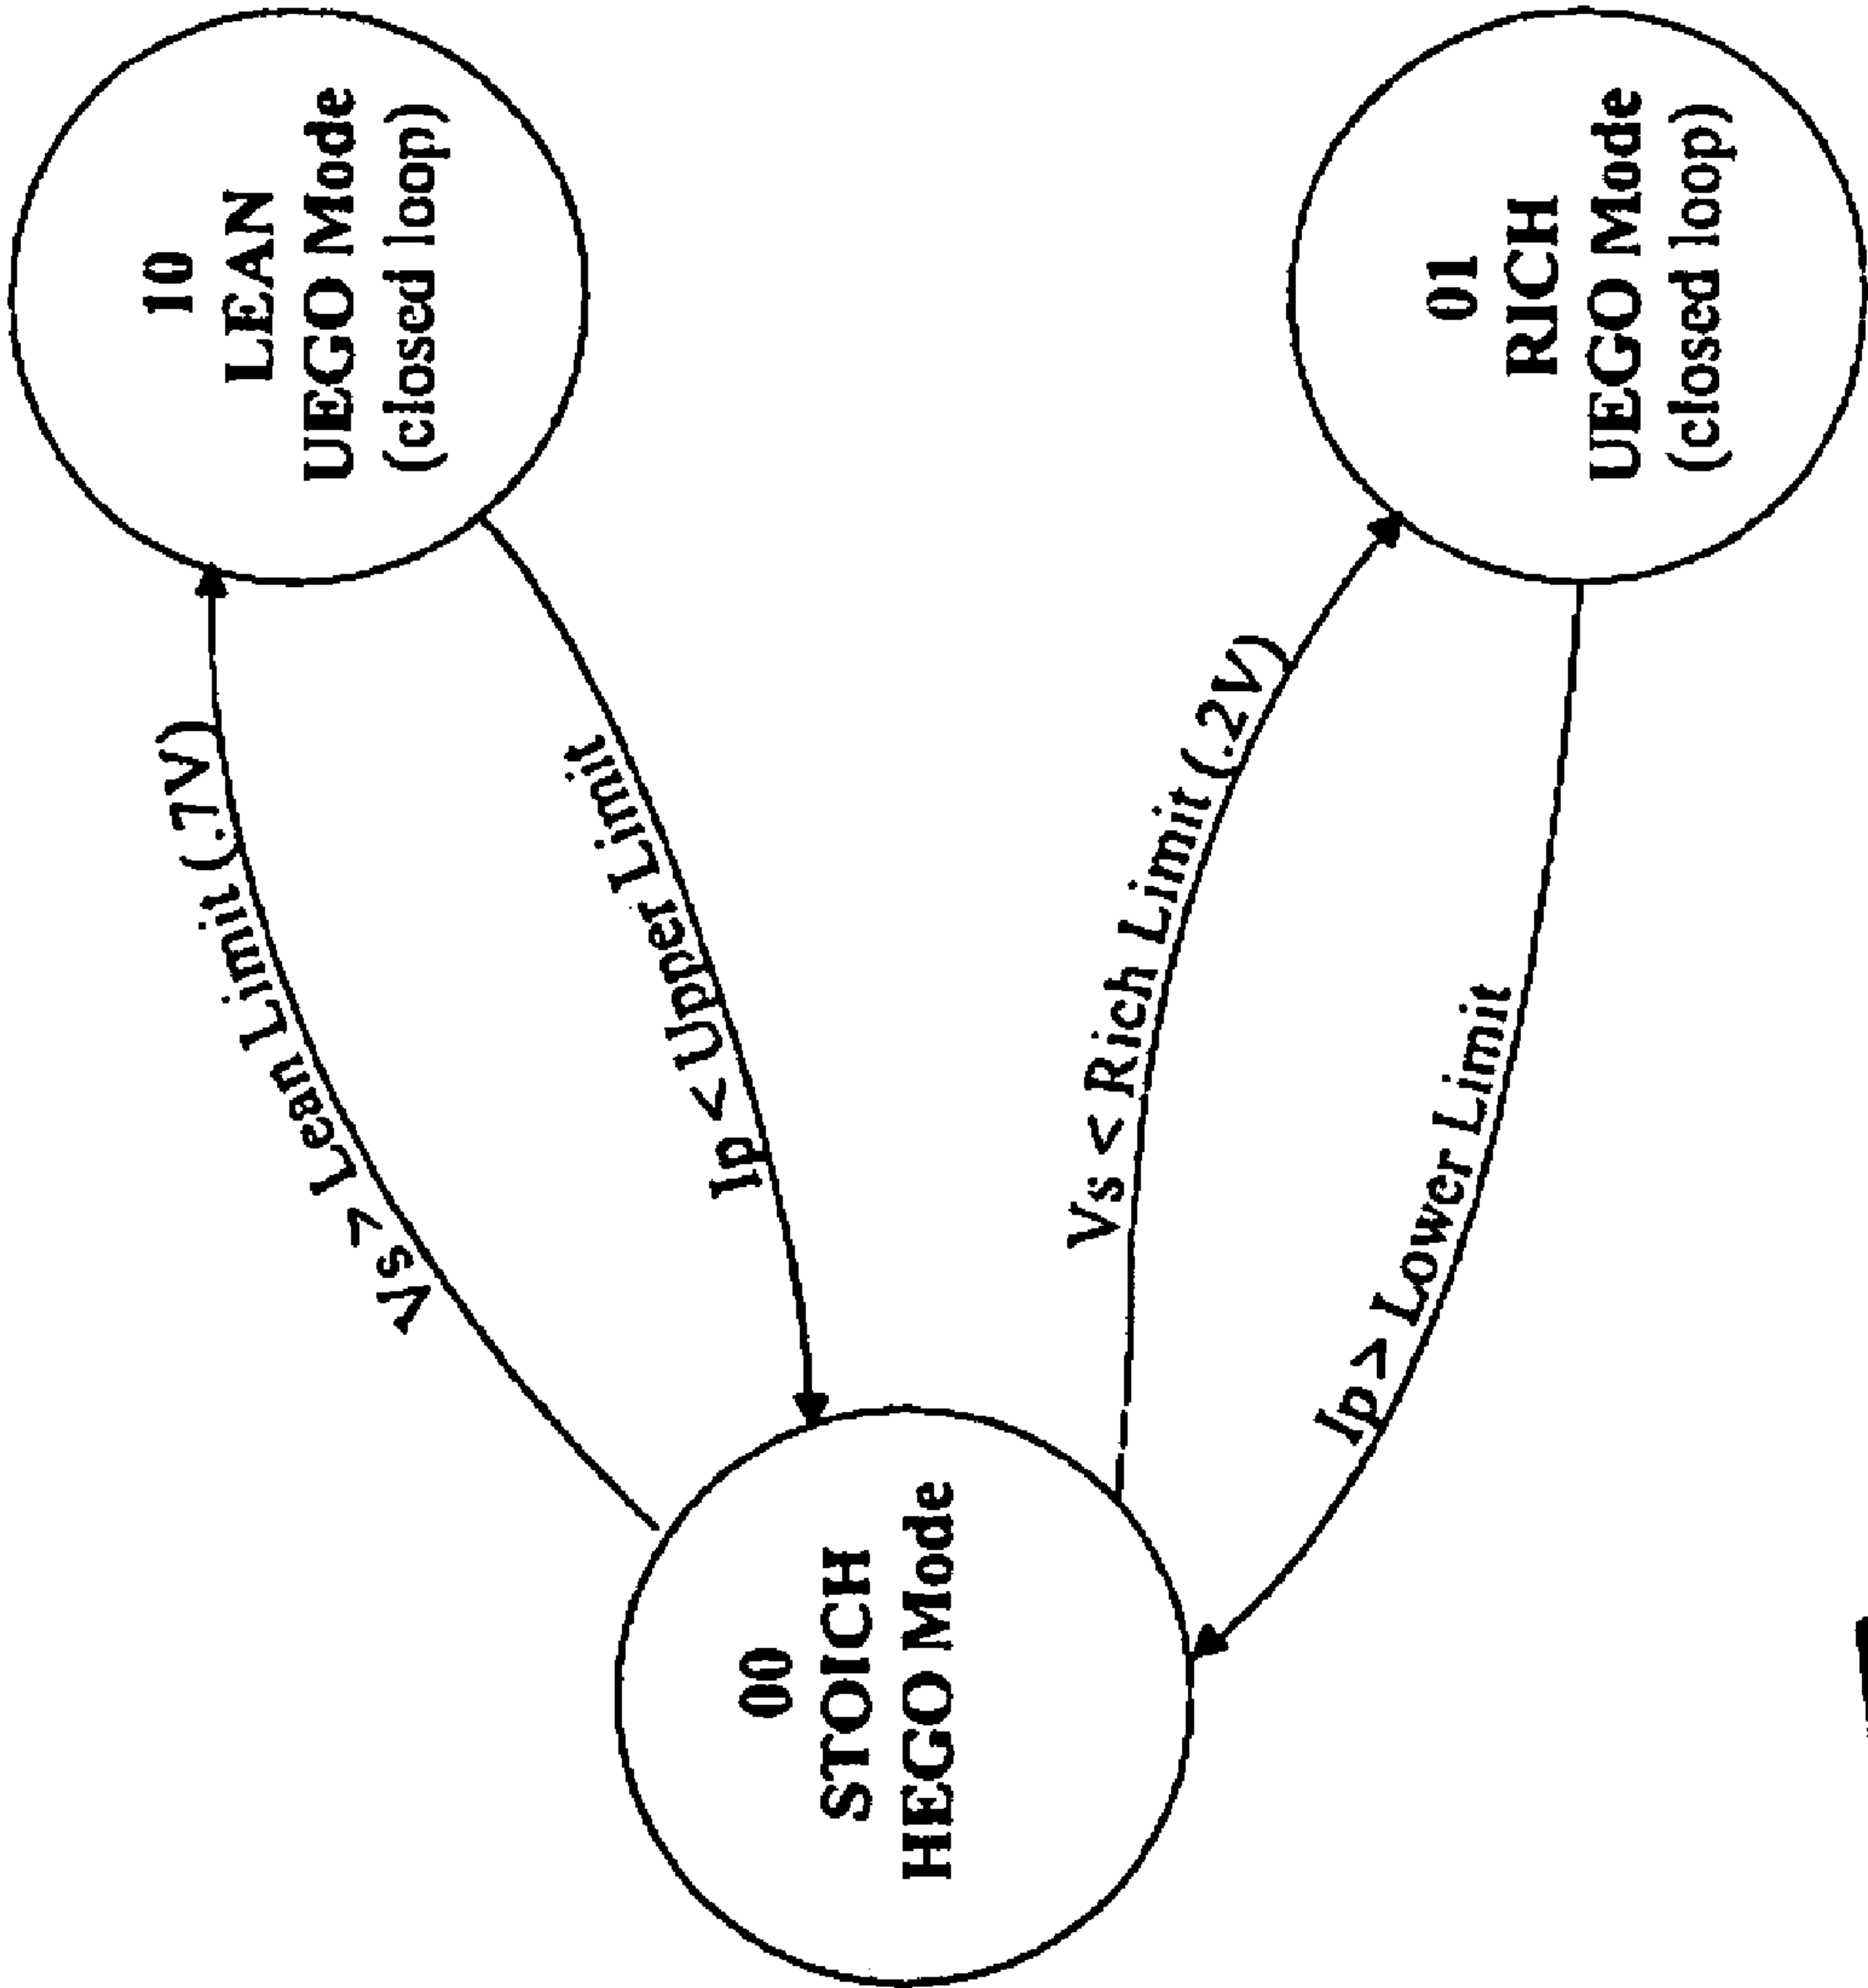 10
LEAN
UEGO Mode
(closed loop)
Vs > Lean Limit (.7V)
Ip < Upper Limit
00
STOICH
HEGO Mode
Vs < Rich Limit (.2V)
Ip > Lower Limit
01
RICH
UEGO Mode
(closed loop)